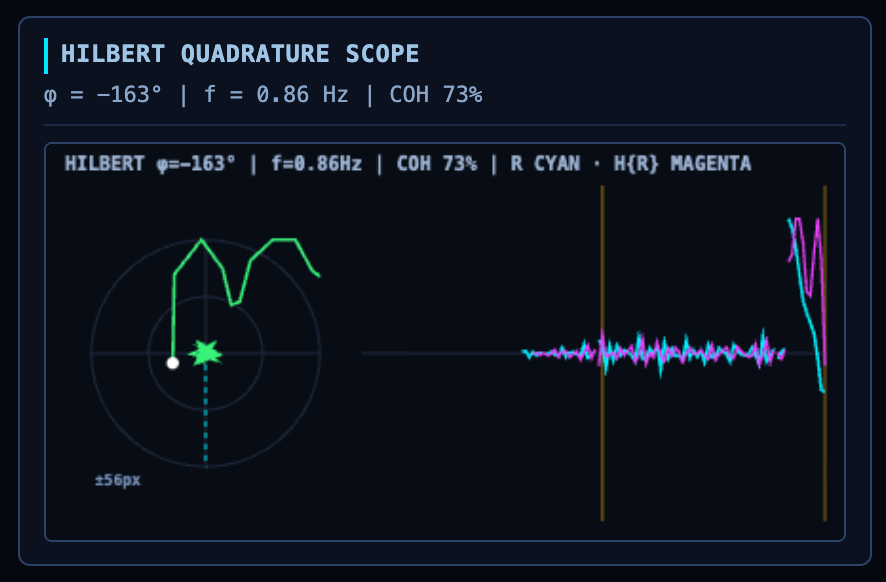 HILBERT QUADRATURE SCOPE
φ = −163° | f = 0.86 Hz | COH 73%
HILBERT φ=−163° | f=0.86Hz | COH 73% | R CYAN · H{R} MAGENTA
±56px